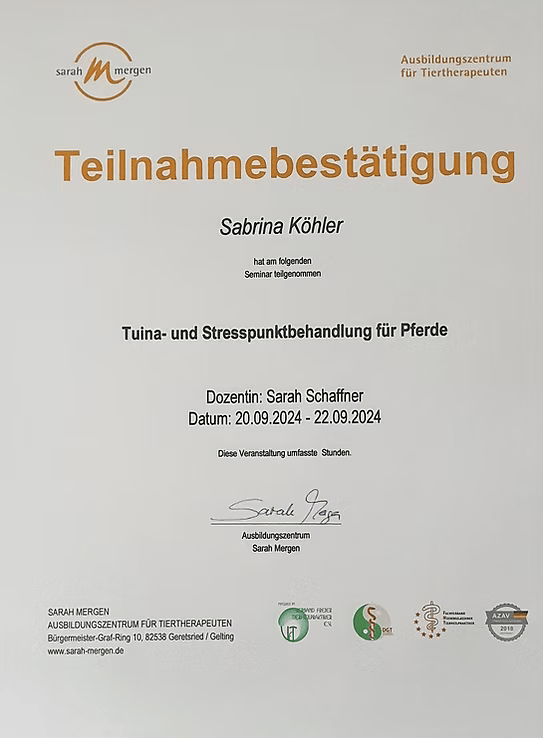 sarah m mergen
Ausbildungszentrum
für Tiertherapeuten
Teilnahmebestätigung
Sabrina Köhler
hat am folgenden
Seminar teilgenommen
Tuina- und Stresspunktbehandlung für Pferde
Dozentin: Sarah Schaffner
Datum: 20.09.2024 - 22.09.2024
Diese Veranstaltung umfasste Stunden.
Ausbildungszentrum
Sarah Mergen
SARAH MERGEN
AUSBILDUNGSZENTRUM FÜR TIERTHERAPEUTEN
Bürgermeister-Graf-Ring 10, 82538 Geretsried / Gelting
www.sarah-mergen.de
DGT
AZAV
2018